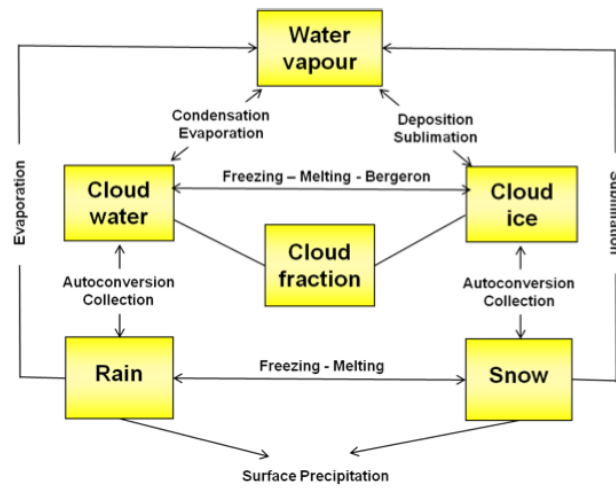 Water
vapour
Condensation
Evaporation
Deposition
Sublimation
Evaporation
Cloud
water
Freezing – Melting - Bergeron
Cloud
ice
Sublimation
Cloud
fraction
Autoconversion
Collection
Autoconversion
Collection
Rain
Freezing - Melting
Snow
Surface Precipitation